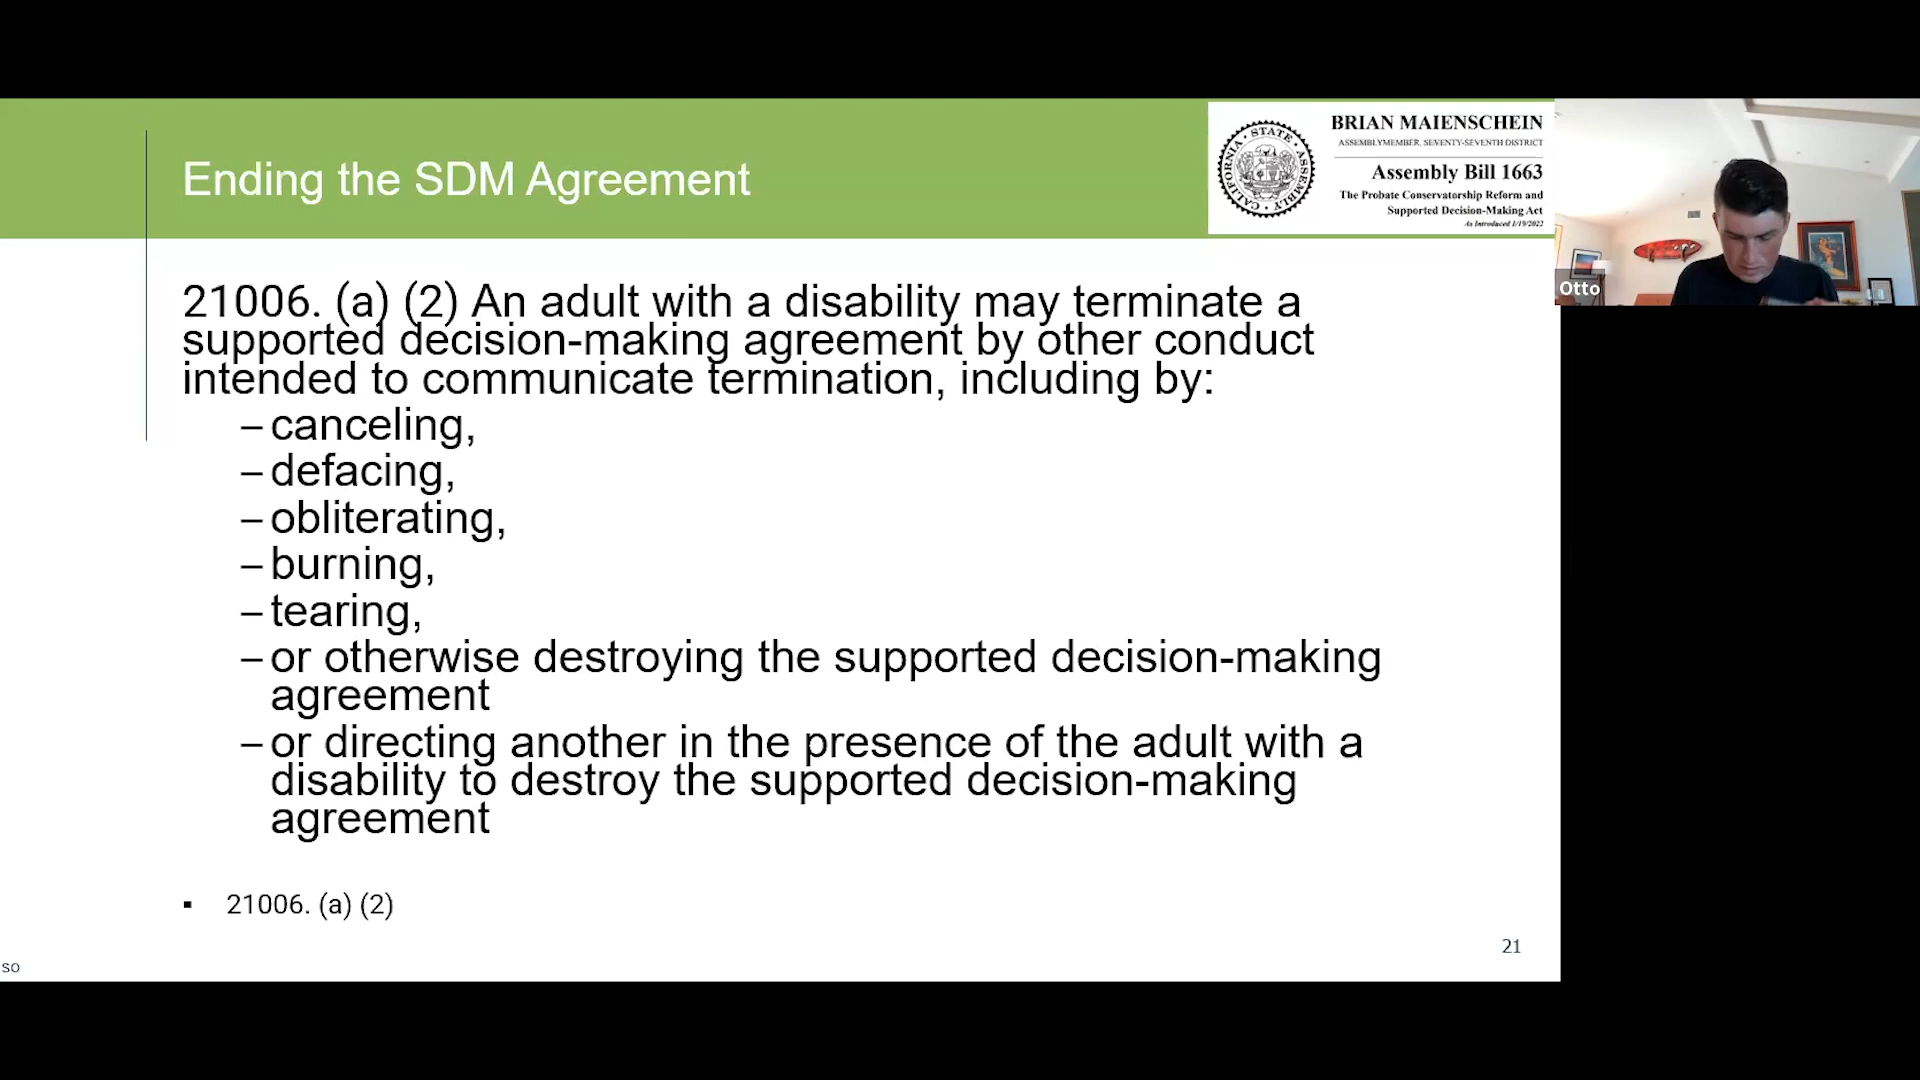 Ending the SDM Agreement
CALIFORNIA · STATE · ASSEMBLY
BRIAN MAIENSCHEIN
ASSEMBLYMEMBER, SEVENTY-SEVENTH DISTRICT
Assembly Bill 1663
The Probate Conservatorship Reform and
Supported Decision-Making Act
As Introduced 1/19/2022
Otto
21006. (a) (2) An adult with a disability may terminate a
supported decision-making agreement by other conduct
intended to communicate termination, including by:
– canceling,
– defacing,
– obliterating,
– burning,
– tearing,
– or otherwise destroying the supported decision-making
agreement
– or directing another in the presence of the adult with a
disability to destroy the supported decision-making
agreement
▪ 21006. (a) (2)
21
so